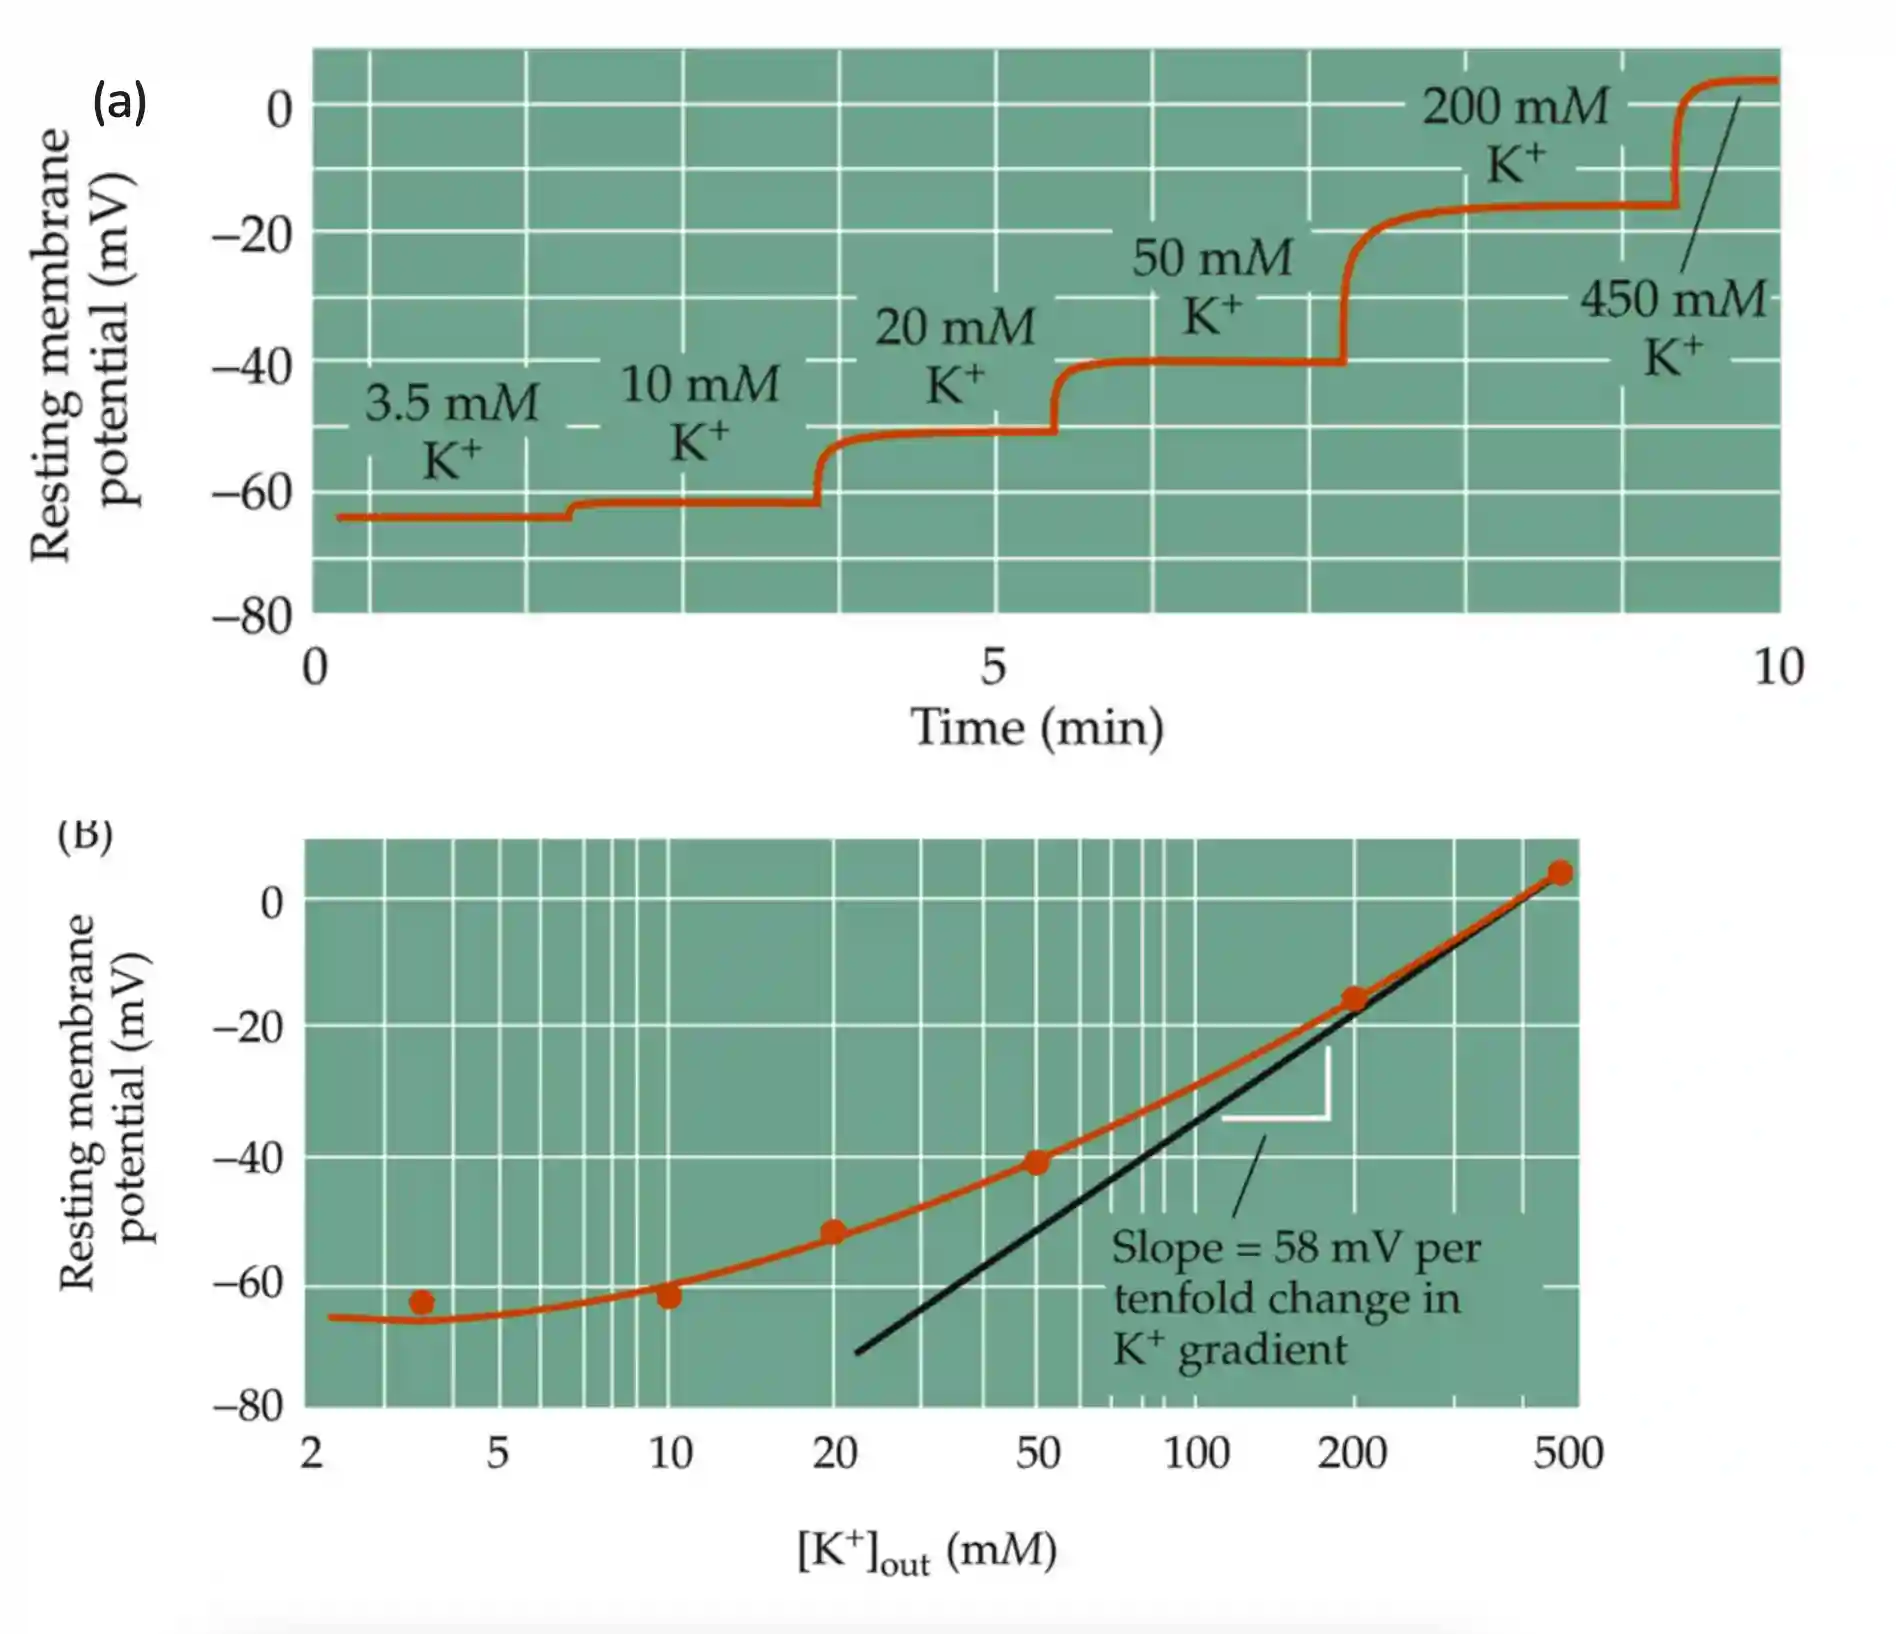 (a)
Resting membrane
potential (mV)
0
−20
−40
−60
−80
3.5 mM
K⁺
10 mM
K⁺
20 mM
K⁺
50 mM
K⁺
200 mM
K⁺
450 mM
K⁺
0
5
10
Time (min)
(B)
Resting membrane
potential (mV)
0
−20
−40
−60
−80
Slope = 58 mV per
tenfold change in
K⁺ gradient
2
5
10
20
50
100
200
500
[K⁺]out (mM)